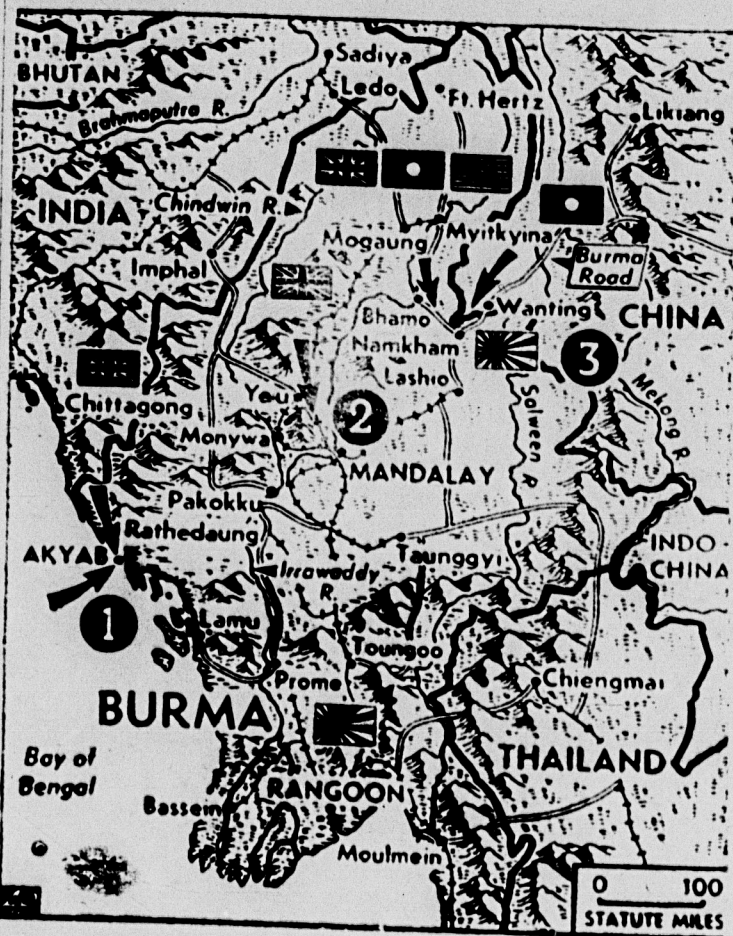 Sadiya
BHUTAN
Ledo
Ft. Hertz
Brahmaputra R.
Likiang
INDIA
Chindwin R.
Mogaung
Myitkyina
Imphal
Burma
Road
Bhamo
Wanting
CHINA
Namkham
3
Lashio
Chittagong
Ye-u
2
Salween
R
Mekong R.
Monywa
MANDALAY
Pakokku
Rathedaung
AKYAB
Taunggyi
INDO-
CHINA
Irrawaddy
R.
1
Lamu
Toungoo
Prome
Chiengmai
BURMA
Bay of
Bengal
THAILAND
RANGOON
Bassein
Moulmein
0 100
STATUTE MILES